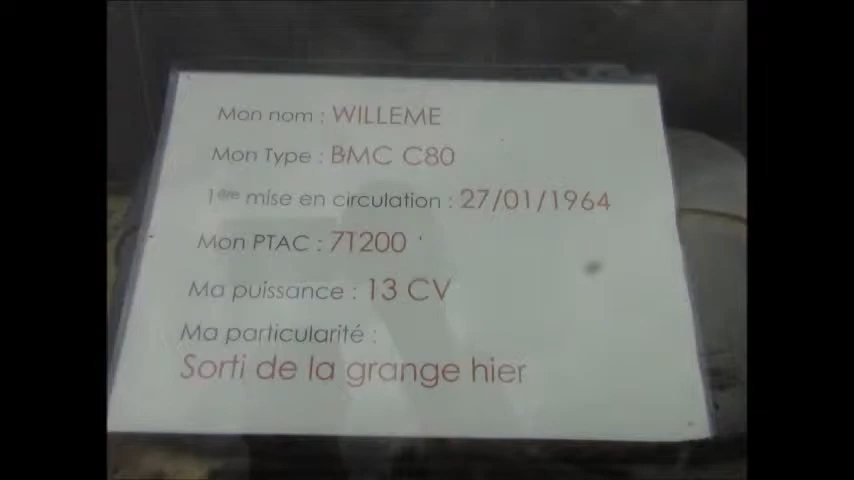 Mon nom : WILLEME
Mon Type : BMC C80
1ère mise en circulation : 27/01/1964
Mon PTAC : 7T200
Ma puissance : 13 CV
Ma particularité :
Sorti de la grange hier